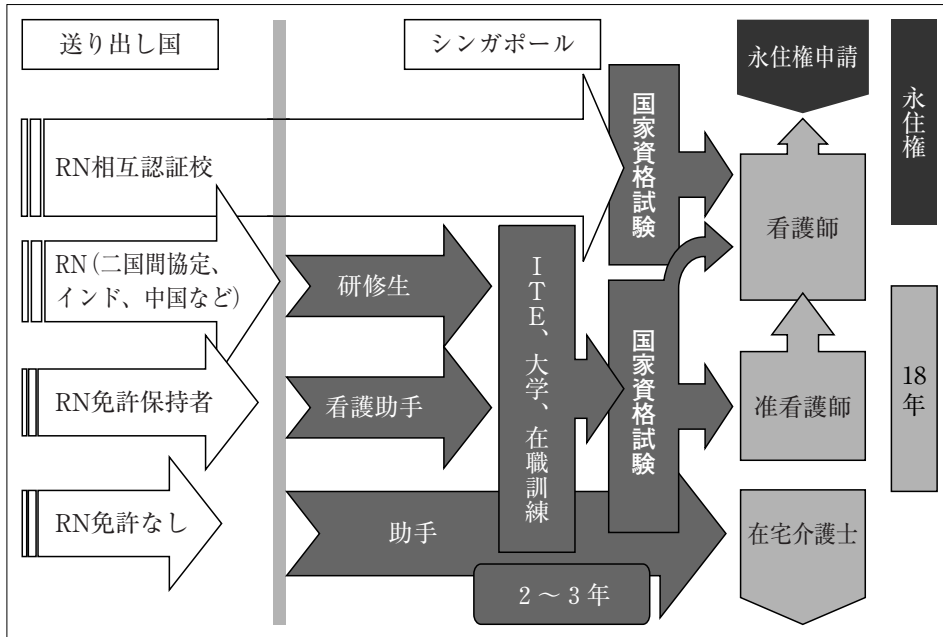 送り出し国
シンガポール
永住権申請
永住権
RN相互認証校
国家資格試験
看護師
RN（二国間協定、
インド、中国など）
研修生
ITE、大学、在職訓練
国家資格試験
RN免許保持者
看護助手
准看護師
18年
RN免許なし
助手
在宅介護士
2～3年